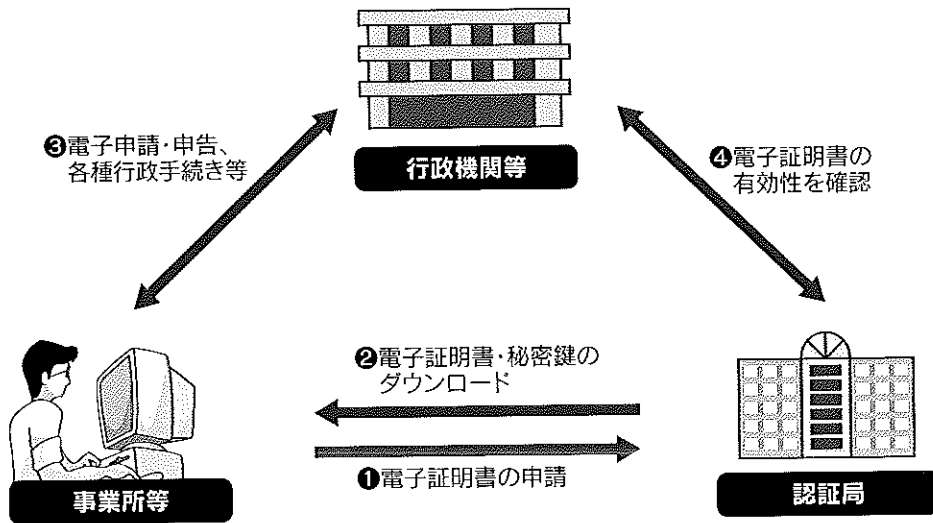 ❸電子申請・申告、
各種行政手続き等
行政機関等
❹電子証明書の
有効性を確認
❷電子証明書・秘密鍵の
ダウンロード
❶電子証明書の申請
事業所等
認証局